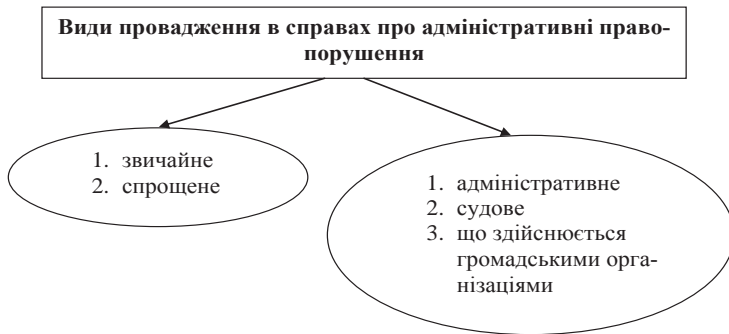 Види провадження в справах про адміністративні право-
порушення
1. звичайне
2. спрощене
1. адміністративне
2. судове
3. що здійснюється
громадськими орга-
нізаціями